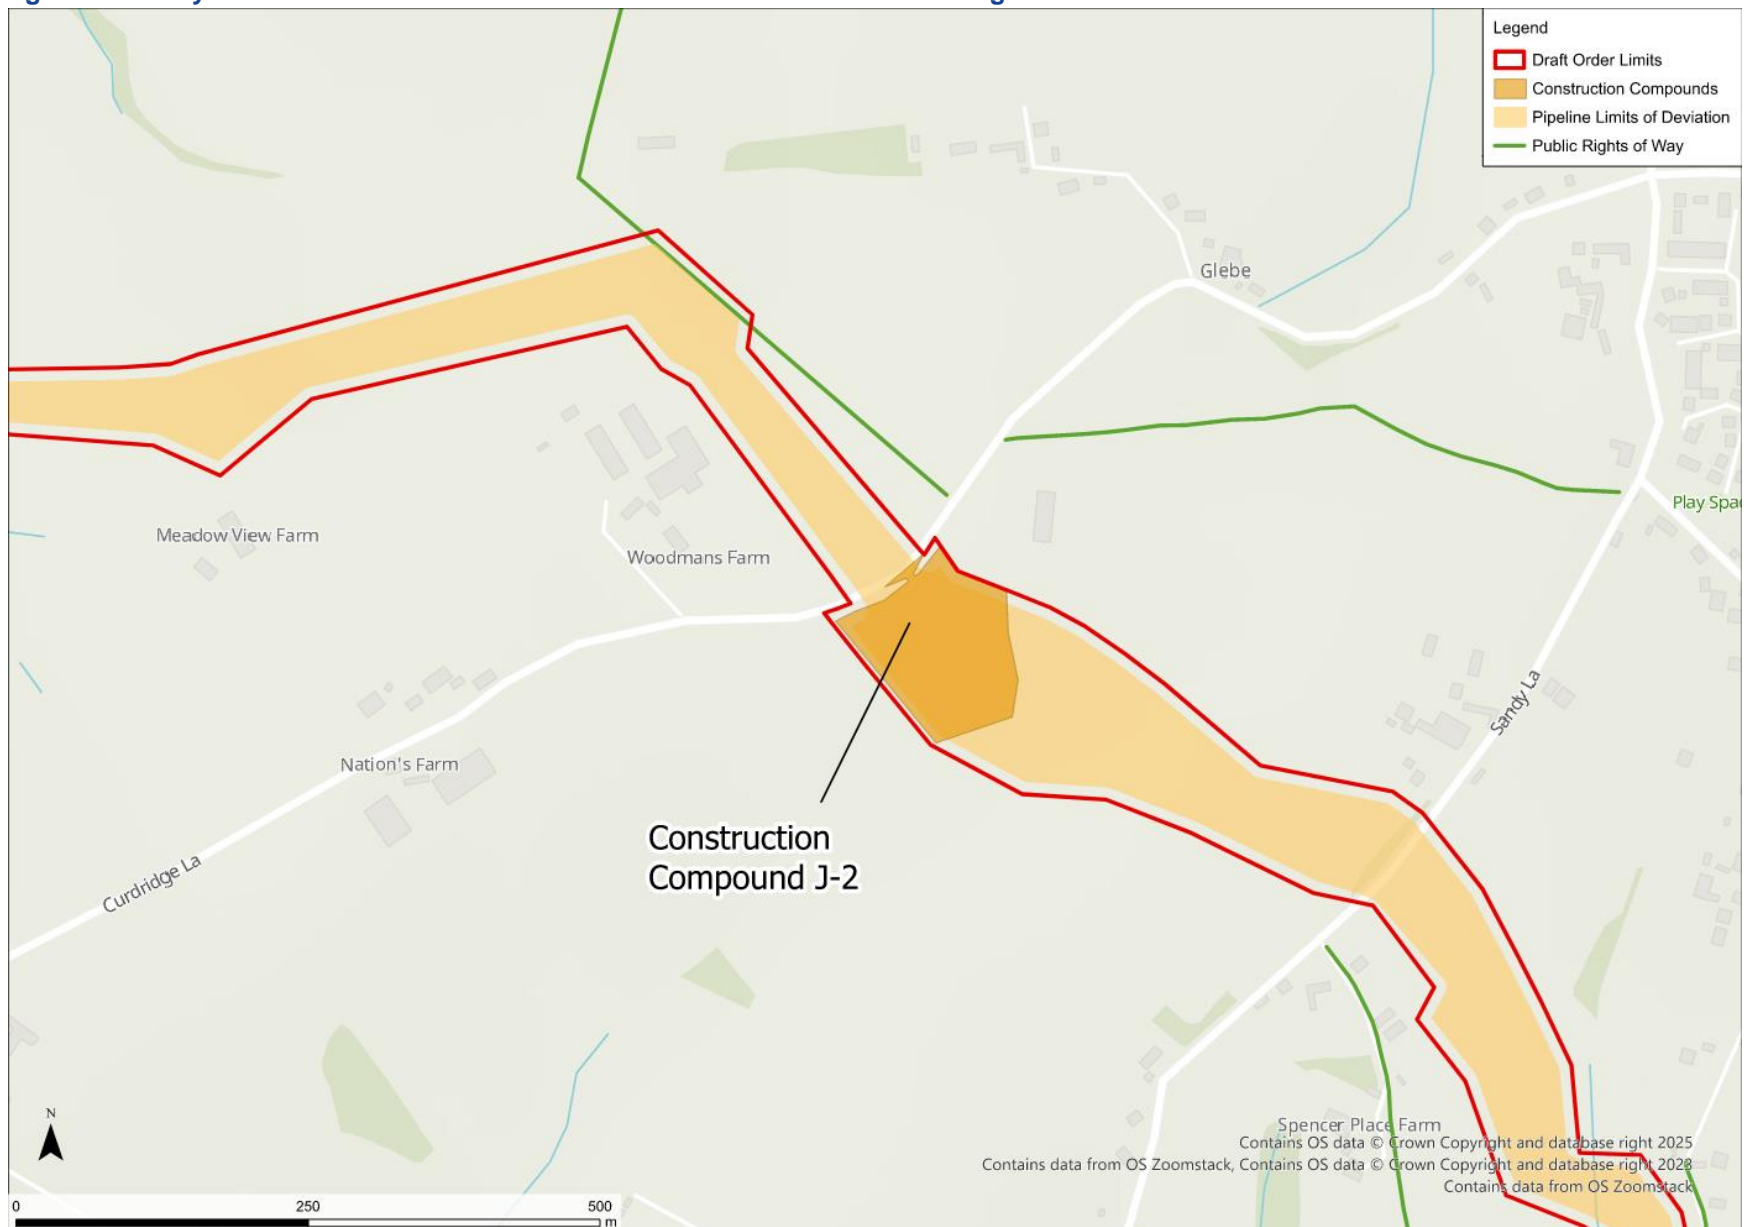 Legend
Draft Order Limits
Construction Compounds
Pipeline Limits of Deviation
Public Rights of Way
Glebe
Play Spac
Meadow View Farm
Woodmans Farm
Sandy La
Nation's Farm
Construction
Compound J-2
Curdridge La
N
Spencer Place Farm
Contains OS data © Crown Copyright and database right 2025
Contains data from OS Zoomstack, Contains OS data © Crown Copyright and database right 2023
Contains data from OS Zoomstack
0 250 500
m